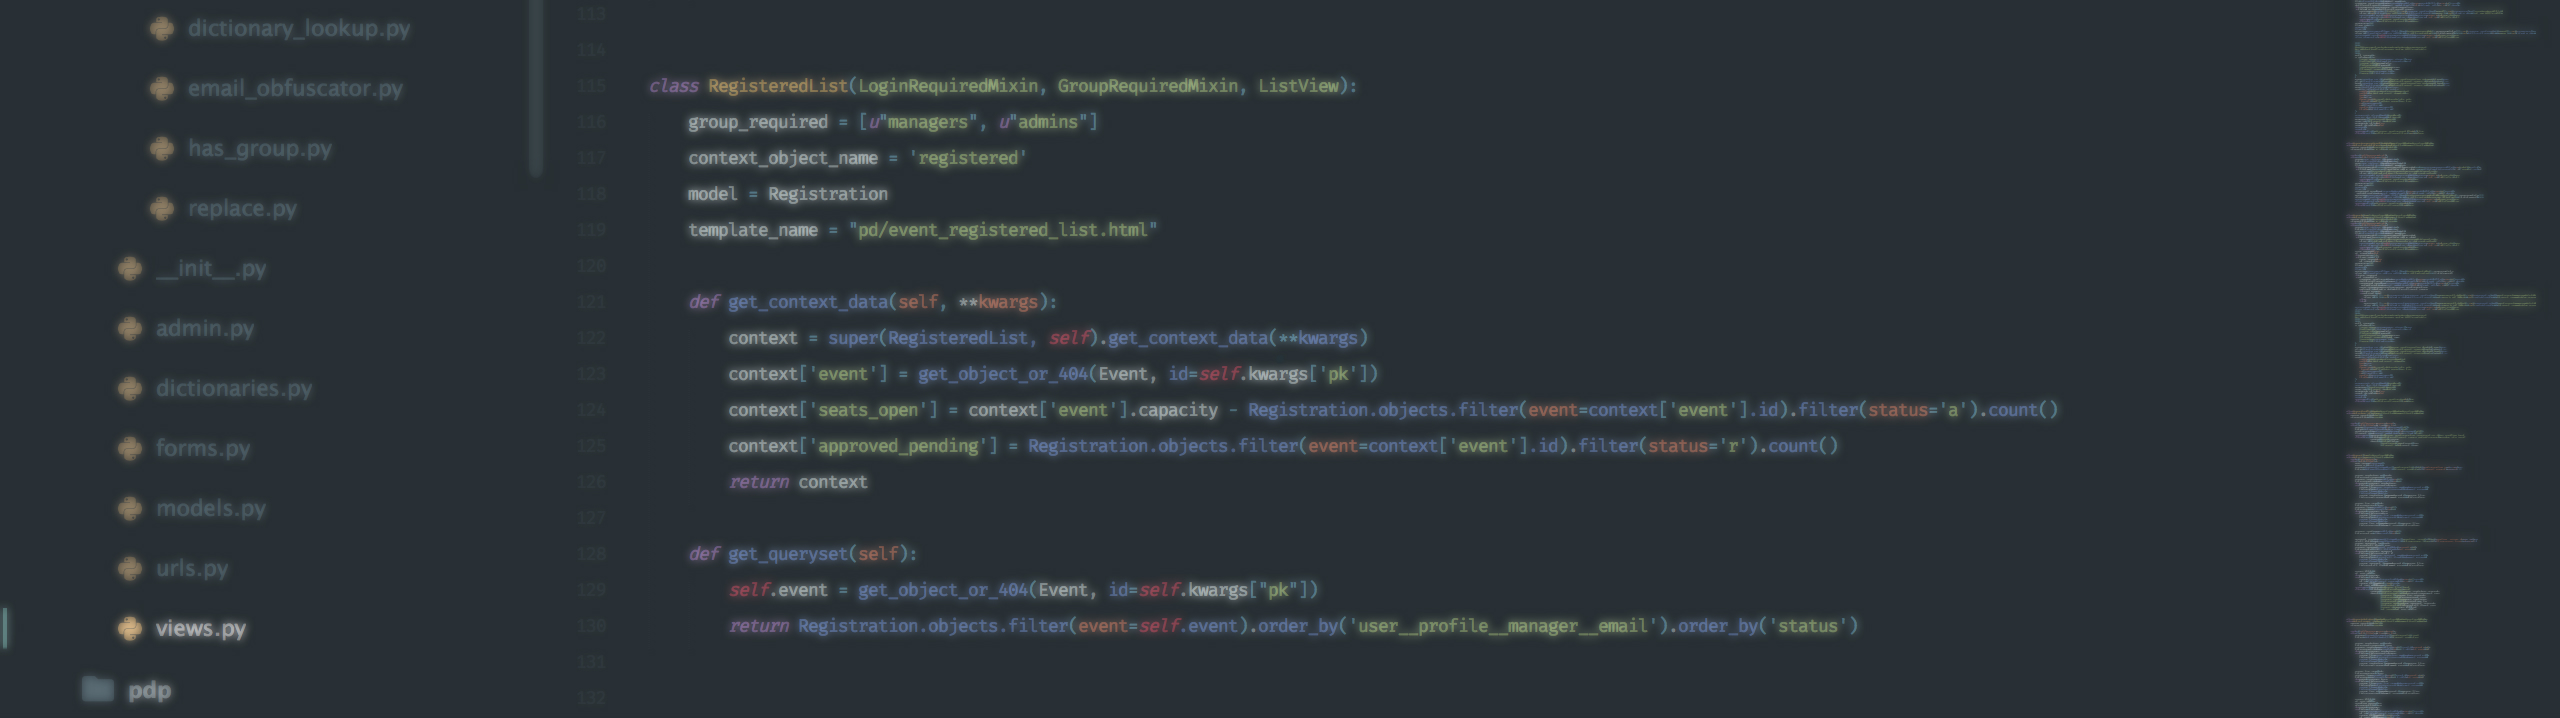 dictionary_lookup.py
email_obfuscator.py
has_group.py
replace.py
__init__.py
admin.py
dictionaries.py
forms.py
models.py
urls.py
views.py
pdp
113
114
115 class RegisteredList(LoginRequiredMixin, GroupRequiredMixin, ListView):
116 group_required = [u"managers", u"admins"]
117 context_object_name = 'registered'
118 model = Registration
119 template_name = "pd/event_registered_list.html"
120
121 def get_context_data(self, **kwargs):
122 context = super(RegisteredList, self).get_context_data(**kwargs)
123 context['event'] = get_object_or_404(Event, id=self.kwargs['pk'])
124 context['seats_open'] = context['event'].capacity - Registration.objects.filter(event=context['event'].id).filter(status='a').count()
125 context['approved_pending'] = Registration.objects.filter(event=context['event'].id).filter(status='r').count()
126 return context
127
128 def get_queryset(self):
129 self.event = get_object_or_404(Event, id=self.kwargs["pk"])
130 return Registration.objects.filter(event=self.event).order_by('user__profile__manager__email').order_by('status')
131
132